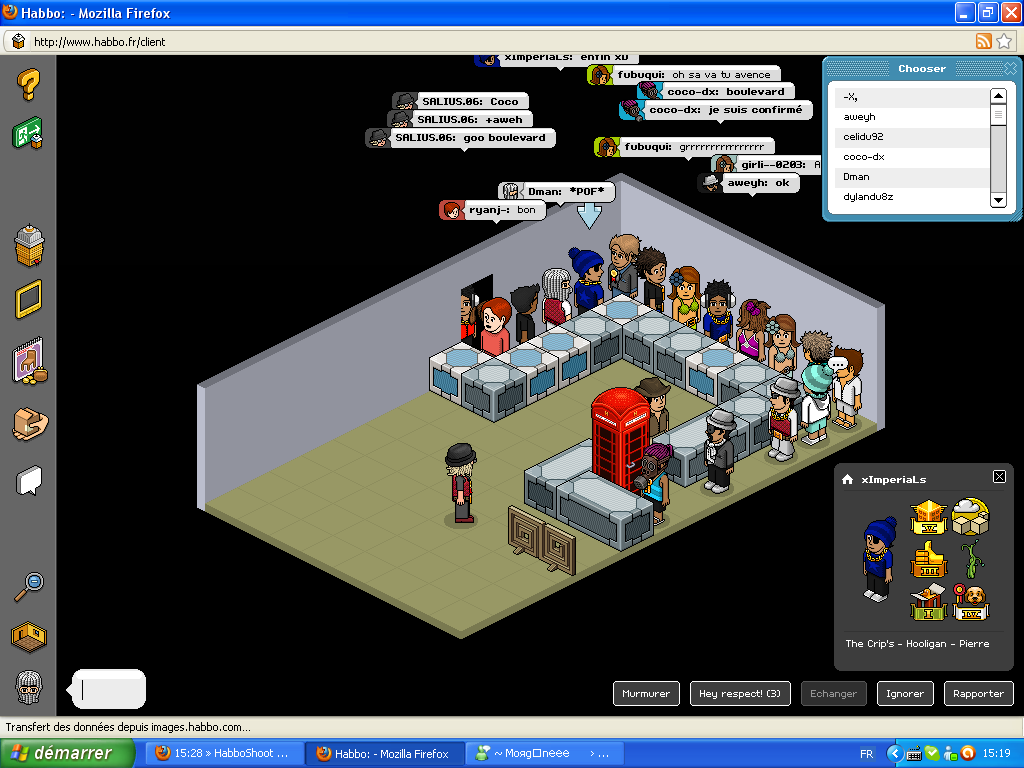 Habbo: - Mozilla Firefox
http://www.habbo.fr/client
xImperiaLs: enfin xD
fubuqui: oh sa va tu avence
coco-dx: boulevard
SALIUS.06: Coco
coco-dx: je suis confirmé
SALIUS.06: +aweh
SALIUS.06: goo boulevard
fubuqui: grrrrrrrrrrrrrrr
girli--0203: A
aweyh: ok
Dman: *POF*
ryanj-: bon
Chooser
-X,
aweyh
celidu92
coco-dx
Dman
dylandu8z
xImperiaLs
The Crip's - Hooligan - Pierre
Murmurer
Hey respect! (3)
Echanger
Ignorer
Rapporter
Transfert des données depuis images.habbo.com...
démarrer
15:28 » HabboShoot ...
Habbo: - Mozilla Firefox
FR
15:19